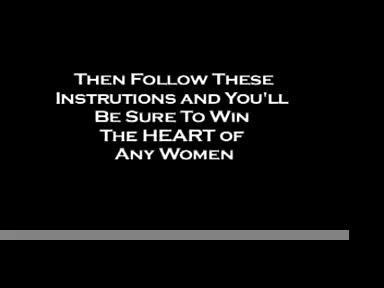 Then Follow These
Instrutions and You'll
Be Sure To Win
The HEART of
Any Women